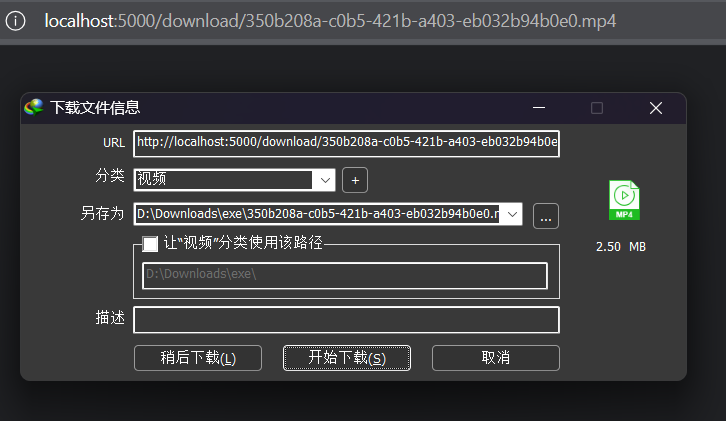 localhost:5000/download/350b208a-c0b5-421b-a403-eb032b94b0e0.mp4
下载文件信息
URL http://localhost:5000/download/350b208a-c0b5-421b-a403-eb032b94b0e
分类 视频 +
另存为 D:\Downloads\exe\350b208a-c0b5-421b-a403-eb032b94b0e0.r ...
MP4
2.50 MB
让“视频”分类使用该路径
D:\Downloads\exe\
描述
稍后下载(L) 开始下载(S) 取消